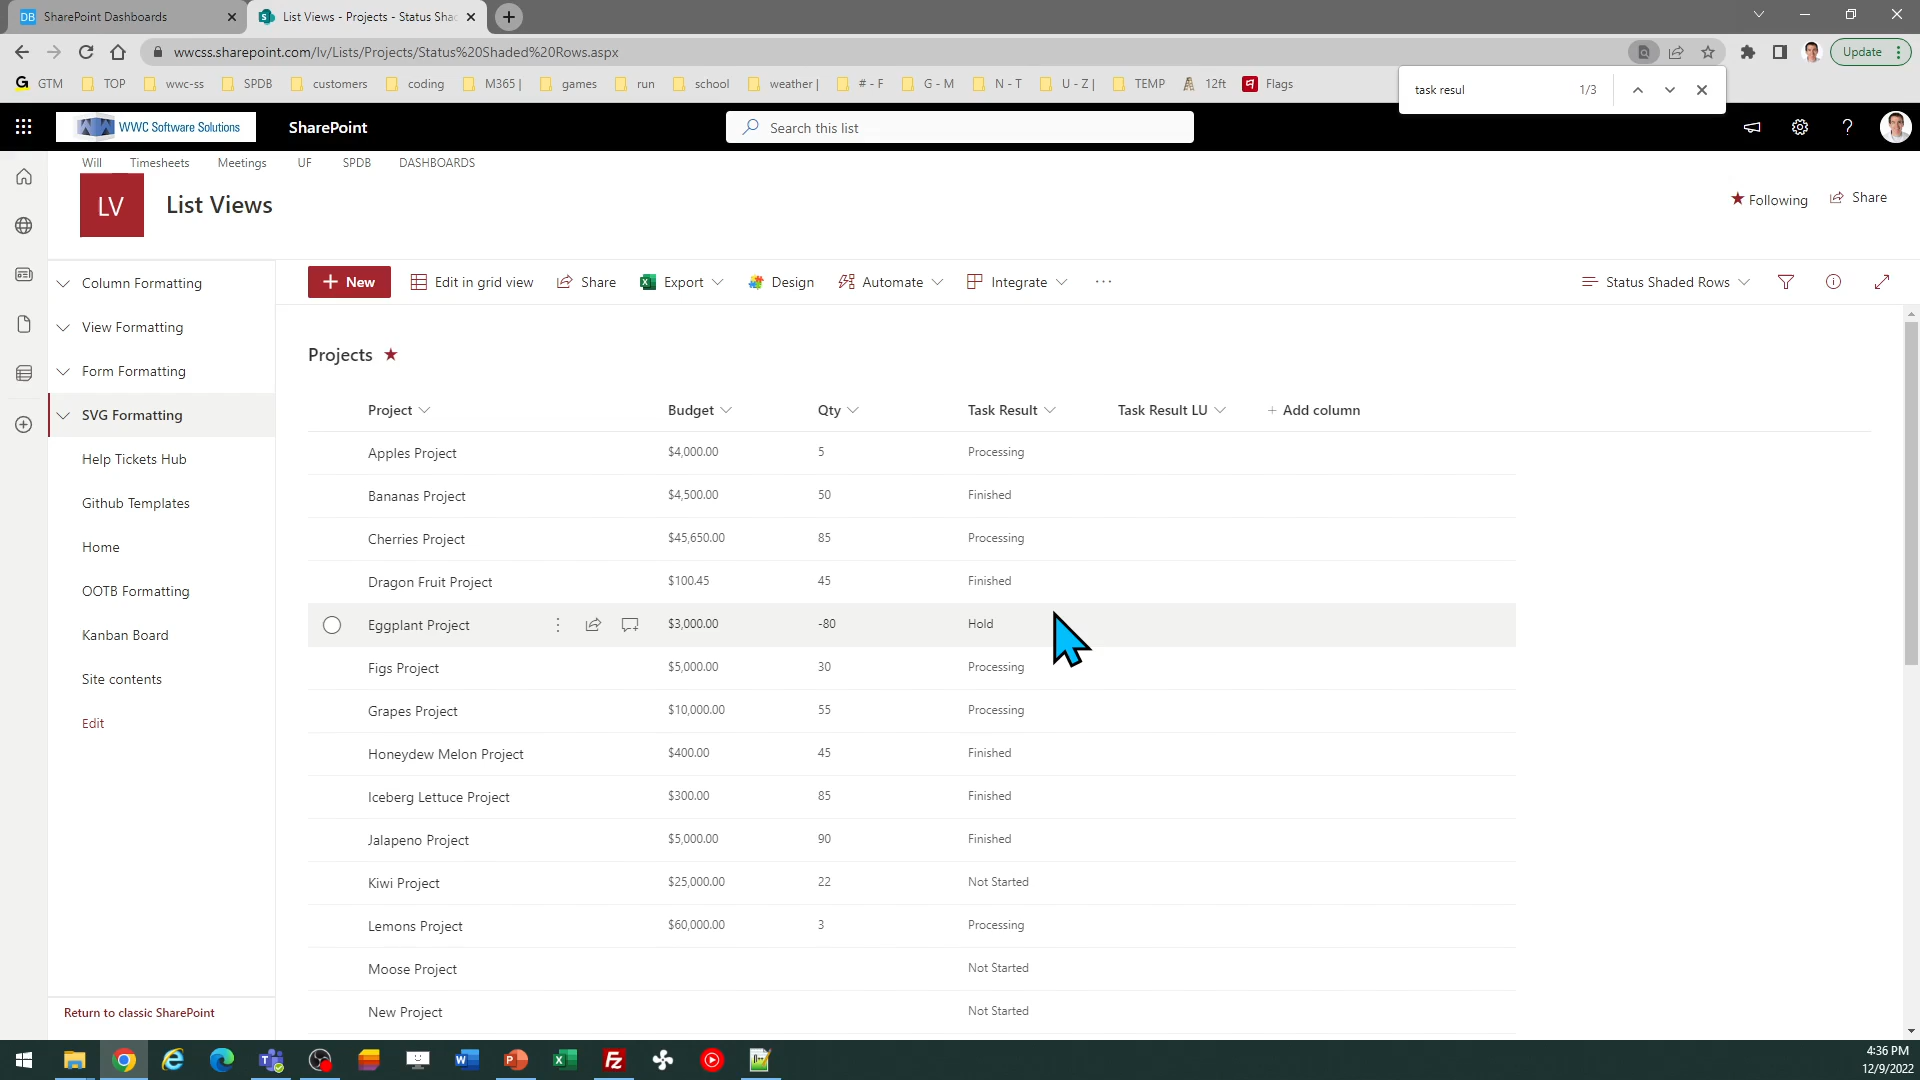 DB SharePoint Dashboards
List Views - Projects - Status Shac
wwcss.sharepoint.com/lv/Lists/Projects/Status%20Shaded%20Rows.aspx
Update
G GTM TOP wwc-ss SPDB customers coding M365 | games run school weather | # - F G - M N - T U - Z | TEMP 12ft Flags
task resul 1/3
WWC Software Solutions SharePoint
Search this list
Will Timesheets Meetings UF SPDB DASHBOARDS
LV List Views
Following Share
Column Formatting
View Formatting
Form Formatting
SVG Formatting
Help Tickets Hub
Github Templates
Home
OOTB Formatting
Kanban Board
Site contents
Edit
Return to classic SharePoint
New Edit in grid view Share Export Design Automate Integrate ... Status Shaded Rows
Projects
Project Budget Qty Task Result Task Result LU + Add column
Apples Project $4,000.00 5 Processing
Bananas Project $4,500.00 50 Finished
Cherries Project $45,650.00 85 Processing
Dragon Fruit Project $100.45 45 Finished
Eggplant Project $3,000.00 -80 Hold
Figs Project $5,000.00 30 Processing
Grapes Project $10,000.00 55 Processing
Honeydew Melon Project $400.00 45 Finished
Iceberg Lettuce Project $300.00 85 Finished
Jalapeno Project $5,000.00 90 Finished
Kiwi Project $25,000.00 22 Not Started
Lemons Project $60,000.00 3 Processing
Moose Project Not Started
New Project Not Started
4:36 PM
12/9/2022